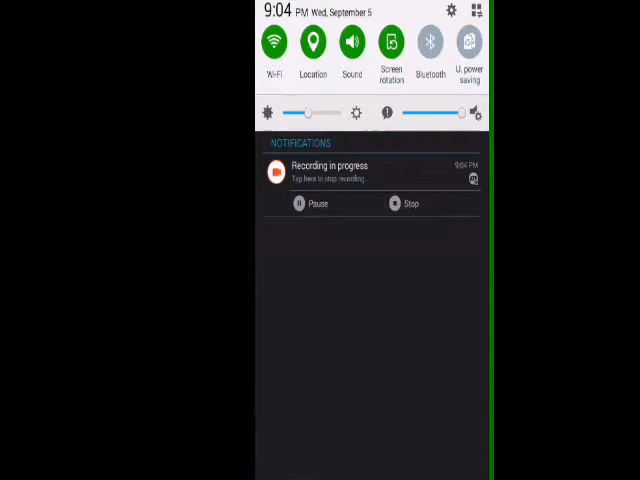 9:04 PM Wed, September 5
Wi-Fi
Location
Sound
Screen rotation
Bluetooth
U. power saving
NOTIFICATIONS
Recording in progress 9:04 PM
Tap here to stop recording
Pause
Stop